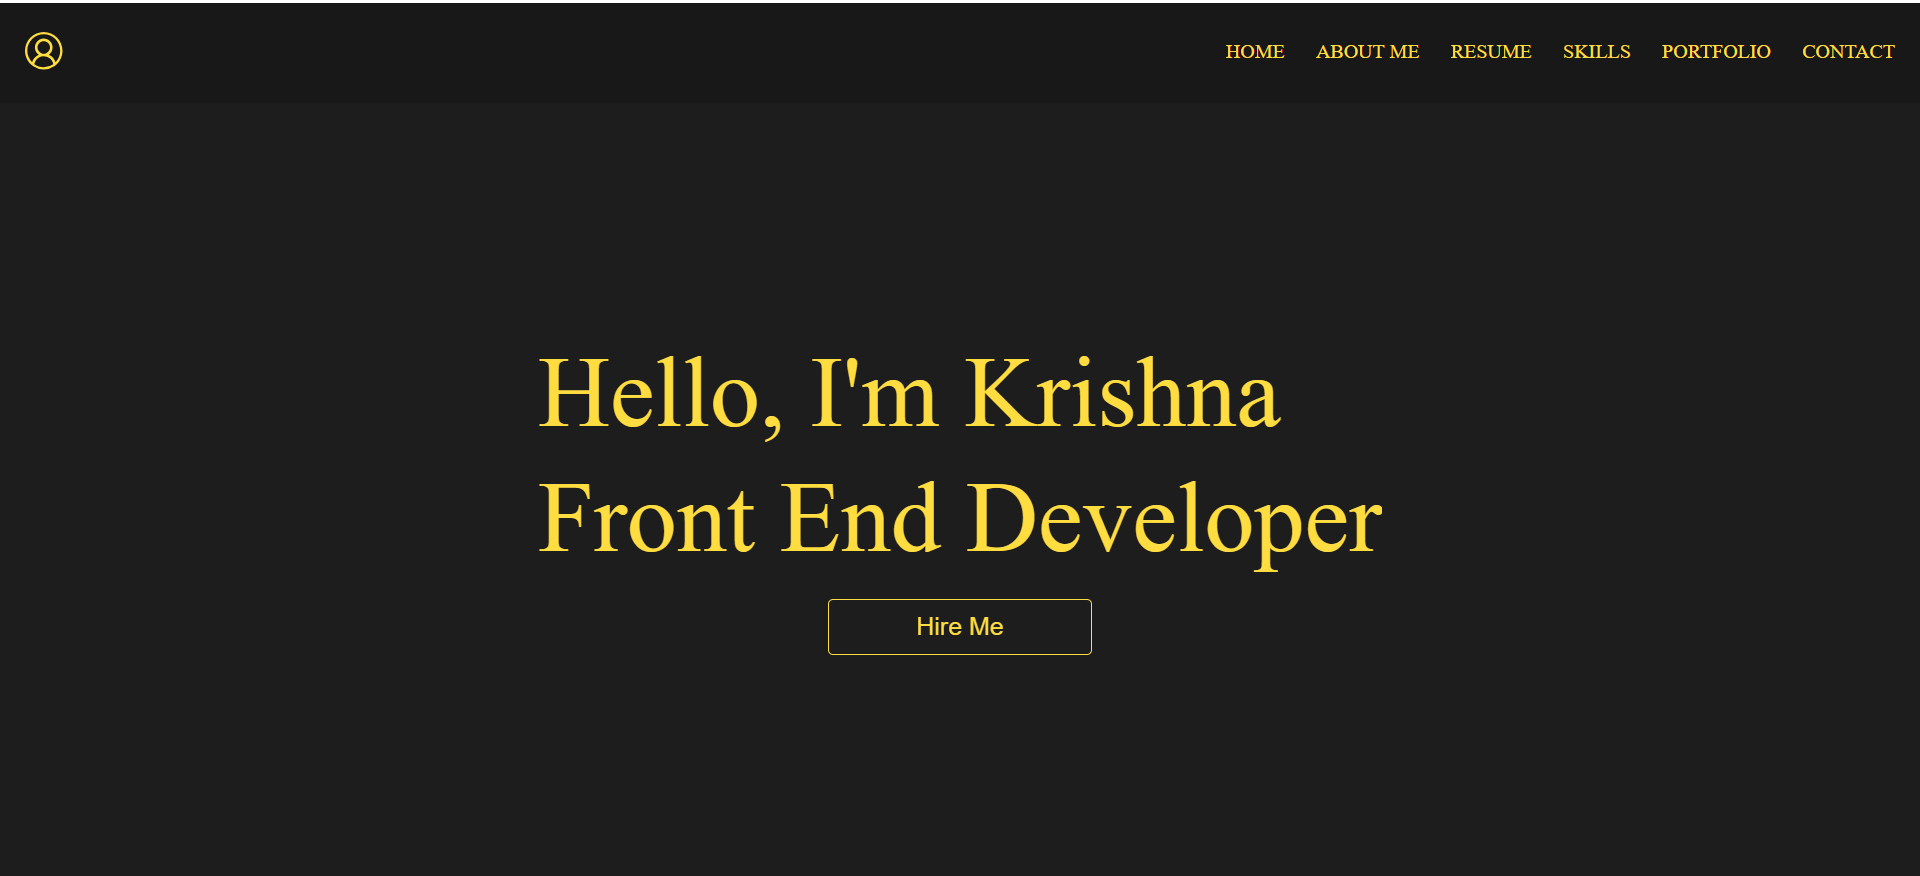 HOME ABOUT ME RESUME SKILLS PORTFOLIO CONTACT
Hello, I'm Krishna
Front End Developer
Hire Me